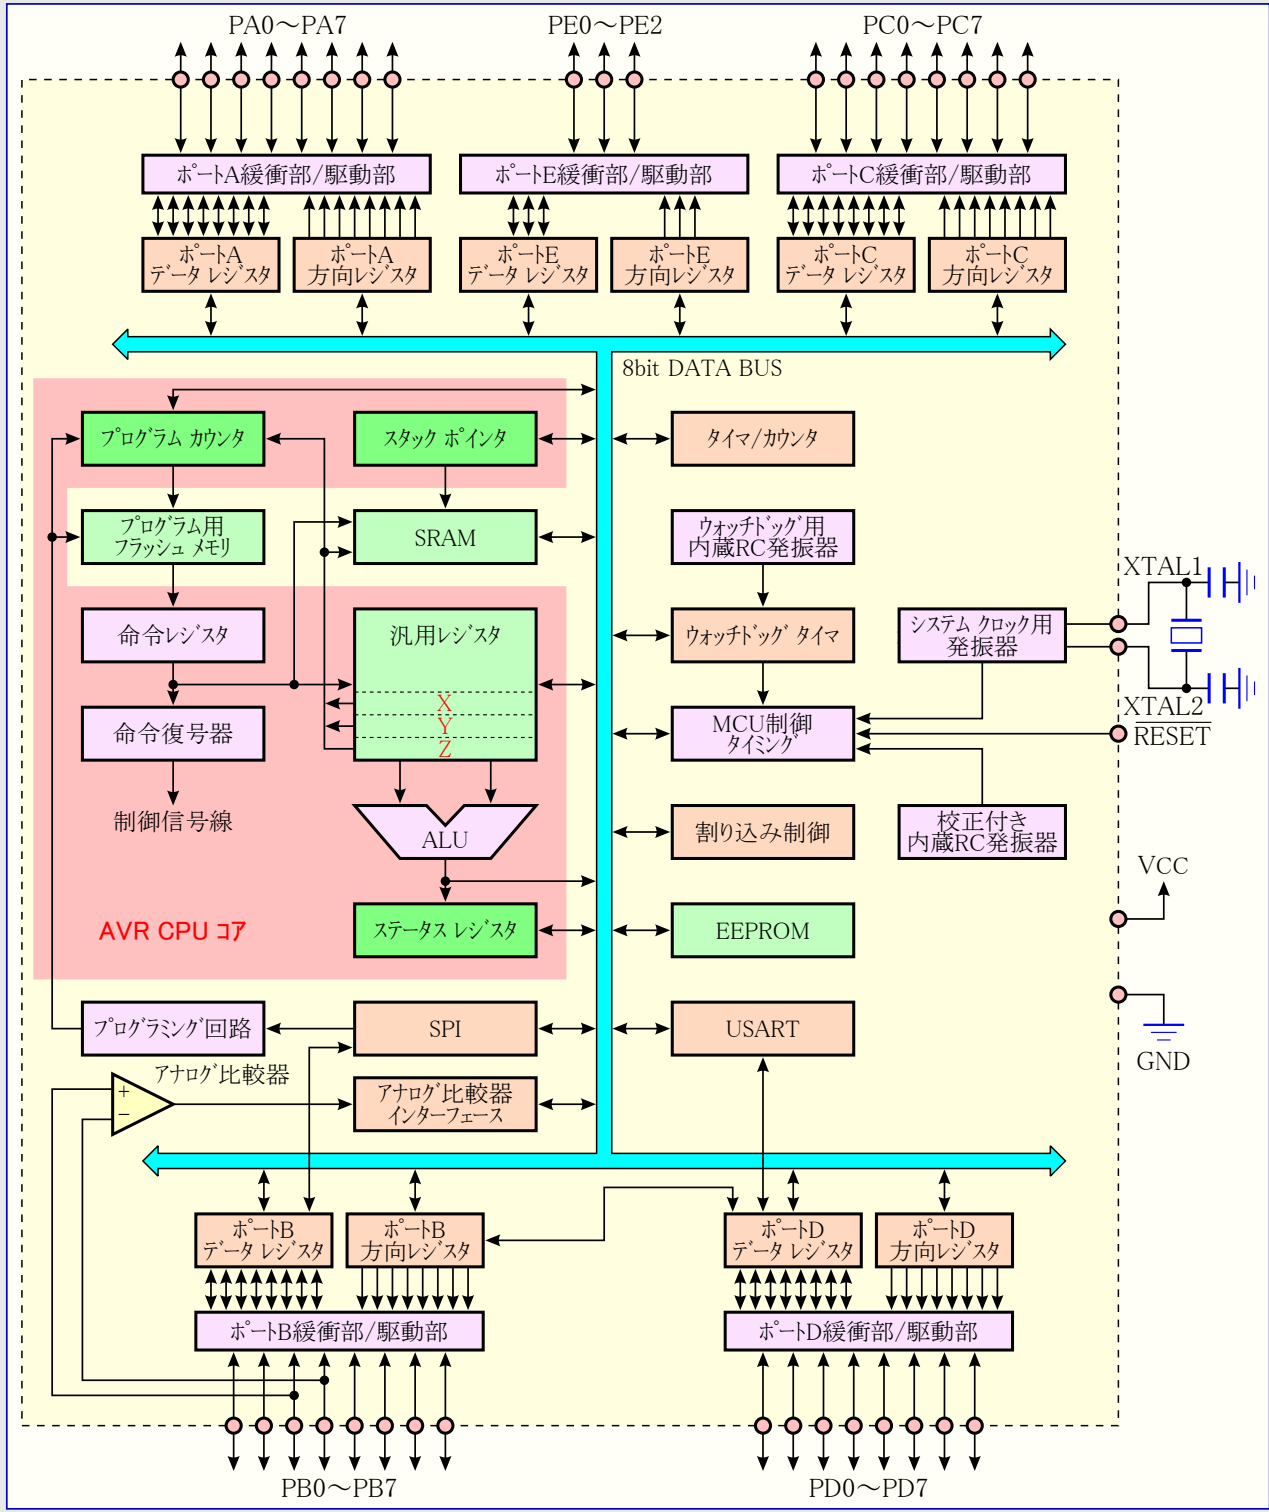 PA0～PA7
PE0～PE2
PC0～PC7
ポートA緩衝部/駆動部
ポートE緩衝部/駆動部
ポートC緩衝部/駆動部
ポートA
データ レジスタ
ポートA
方向レジスタ
ポートE
データ レジスタ
ポートE
方向レジスタ
ポートC
データ レジスタ
ポートC
方向レジスタ
8bit DATA BUS
プログラム カウンタ
スタック ポインタ
タイマ/カウンタ
プログラム用
フラッシュ メモリ
SRAM
ウォッチドッグ用
内蔵RC発振器
XTAL1
命令レジスタ
汎用レジスタ
ウォッチドッグ タイマ
システム クロック用
発振器
X
Y
Z
命令復号器
MCU制御
タイミング
XTAL2
RESET
制御信号線
ALU
割り込み制御
校正付き
内蔵RC発振器
VCC
AVR CPU コア
ステータス レジスタ
EEPROM
プログラミング回路
SPI
USART
GND
アナログ比較器
+
−
アナログ比較器
インターフェース
ポートB
データ レジスタ
ポートB
方向レジスタ
ポートD
データ レジスタ
ポートD
方向レジスタ
ポートB緩衝部/駆動部
ポートD緩衝部/駆動部
PB0～PB7
PD0～PD7